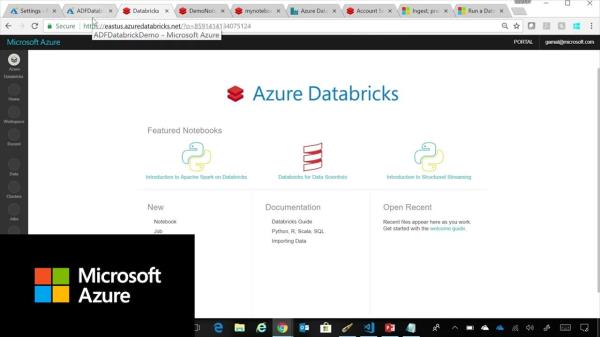 Settings -
ADFDatab
Databricks
DemoNot
mynoteb
Azure Dat
Account S
Ingest, pr
Run a Dat
Secure
https://eastus.azuredatabricks.net/?o=8591414134075124
ADFDatabrickDemo - Microsoft Azure
Microsoft Azure
PORTAL
gamal@microsoft.com
Azure
Databricks
Home
Workspace
Recent
Data
Clusters
Jobs
Azure Databricks
Featured Notebooks
Introduction to Apache Spark on Databricks
Databricks for Data Scientists
Introduction to Structured Streaming
New
Notebook
Job
Documentation
Databricks Guide
Python, R, Scala, SQL
Importing Data
Open Recent
Recent files appear here as you work.
Get started with the welcome guide.
Microsoft
Azure